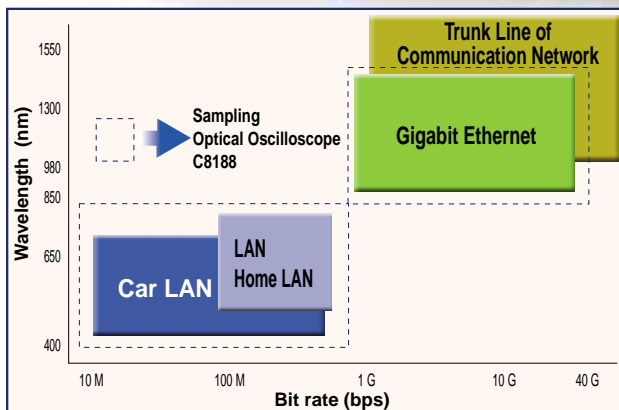 Trunk Line of
Communication Network
Gigabit Ethernet
Sampling
Optical Oscilloscope
C8188
LAN
Home LAN
Car LAN
Wavelength (nm)
1550
1300
980
850
650
400
10 M
100 M
1 G
10 G
40 G
Bit rate (bps)